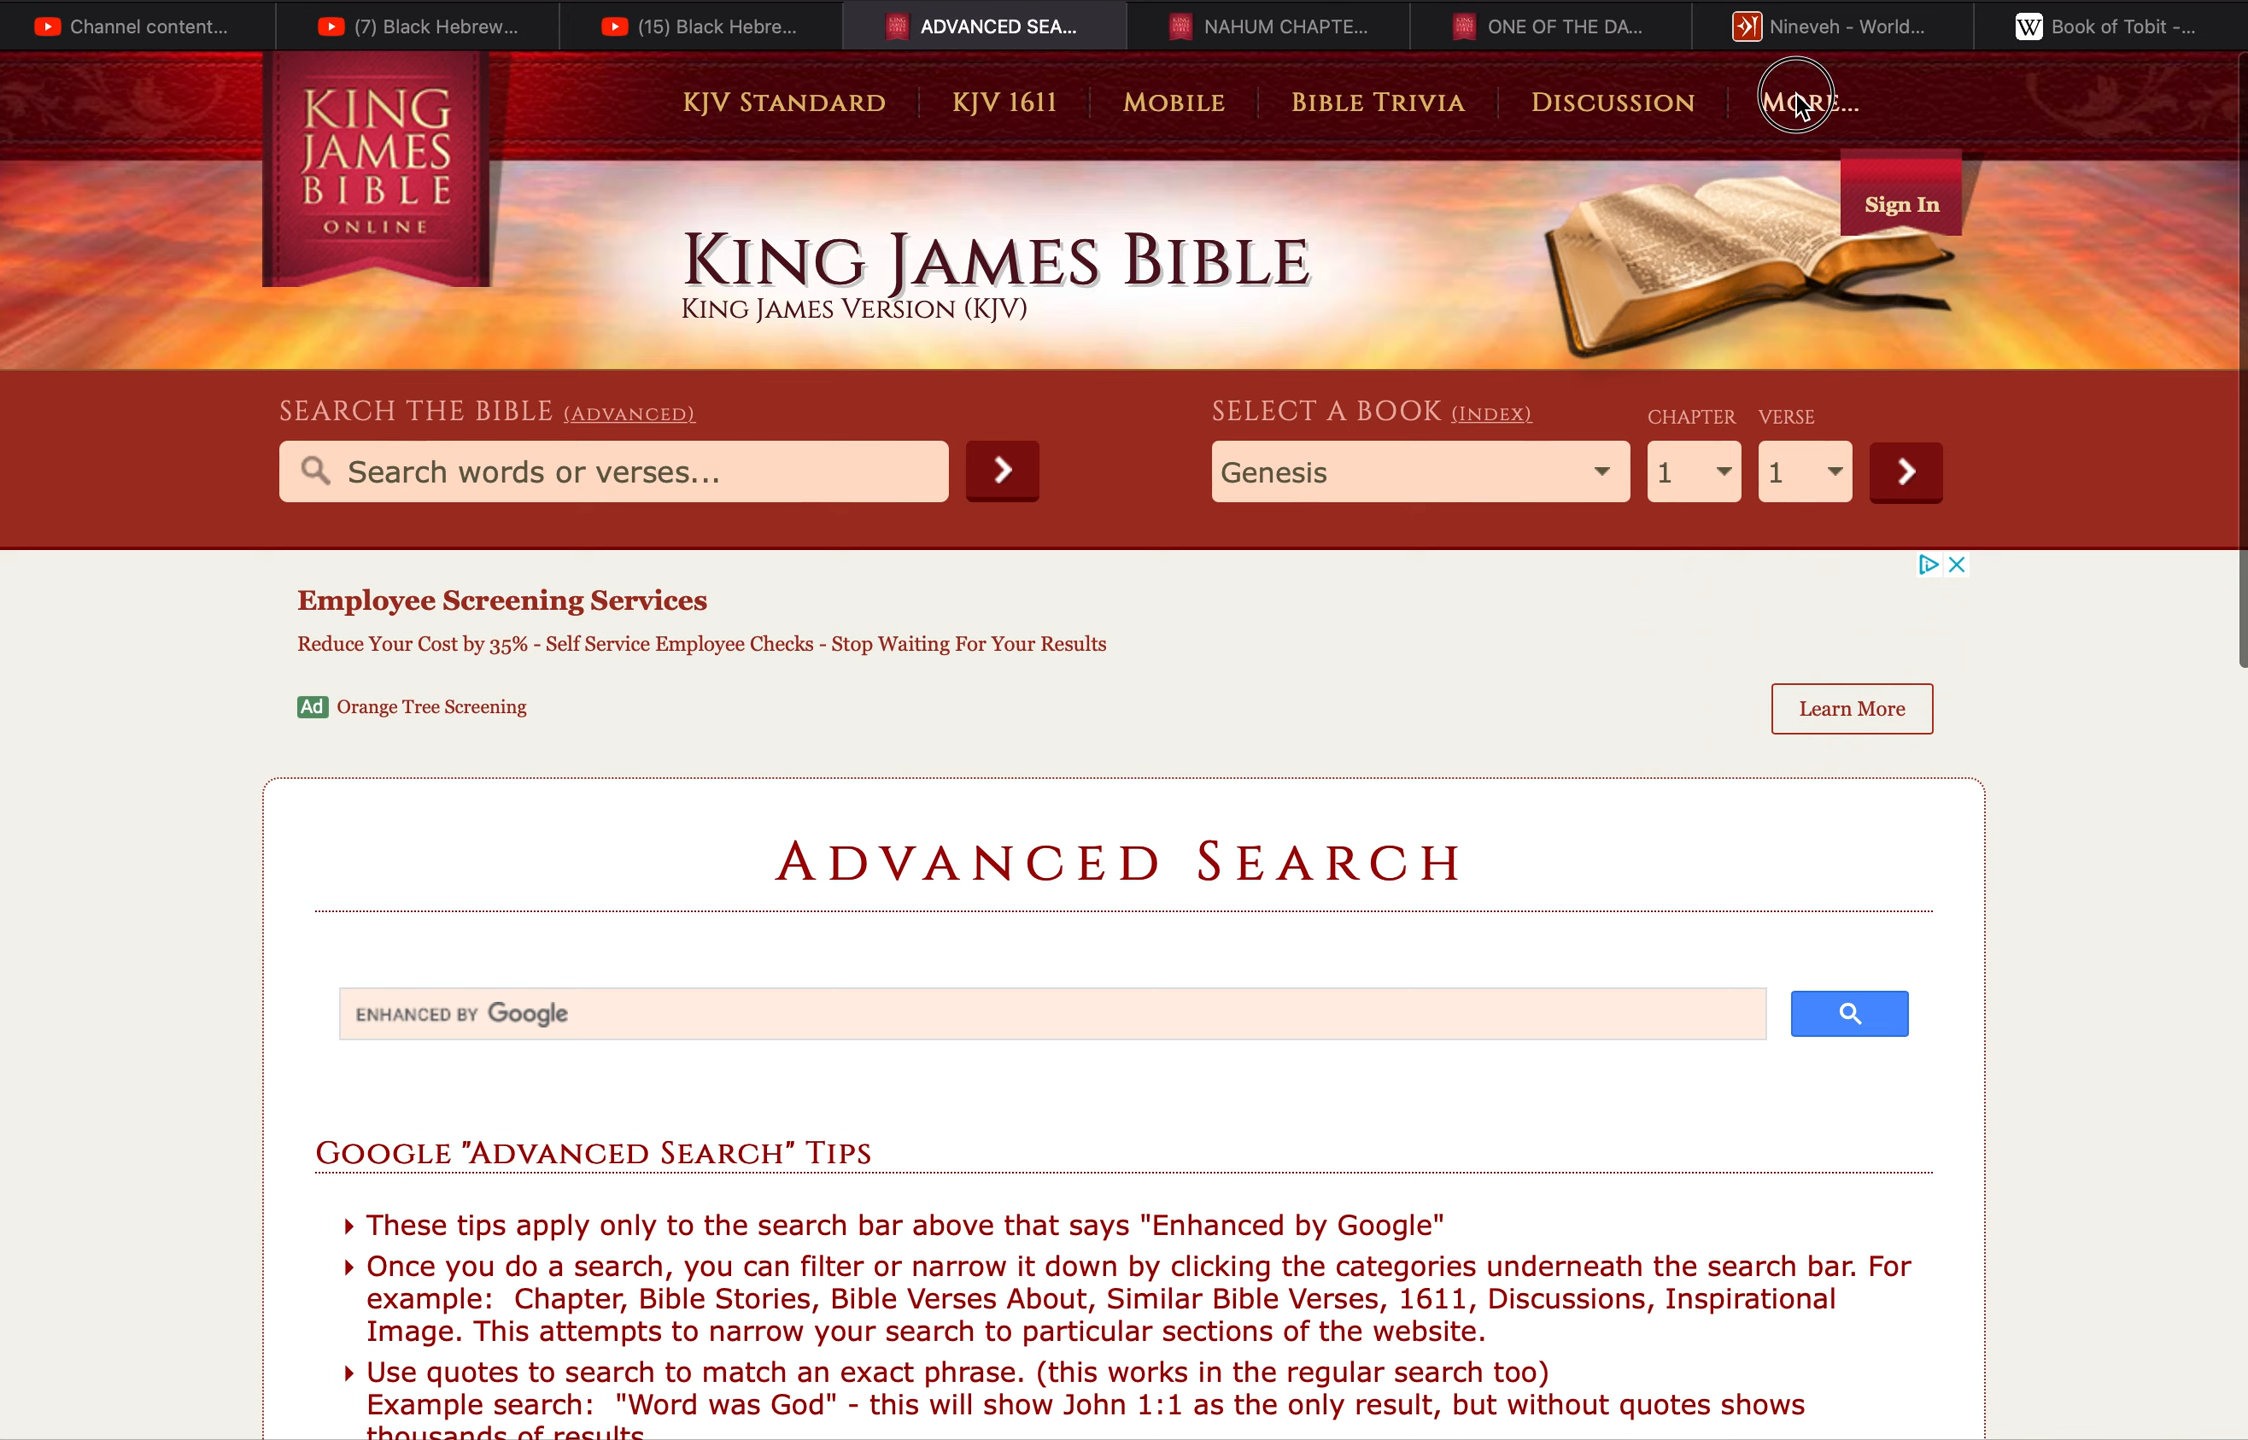 Channel content...
(7) Black Hebrew...
(15) Black Hebre...
ADVANCED SEA...
NAHUM CHAPTE...
ONE OF THE DA...
Nineveh - World...
W Book of Tobit -...
KING
JAMES
BIBLE
ONLINE
KJV STANDARD
KJV 1611
MOBILE
BIBLE TRIVIA
DISCUSSION
MORE...
Sign In
KING JAMES BIBLE
KING JAMES VERSION (KJV)
SEARCH THE BIBLE (ADVANCED)
Search words or verses...
SELECT A BOOK (INDEX)
CHAPTER
VERSE
Genesis
1
1
Employee Screening Services
Reduce Your Cost by 35% - Self Service Employee Checks - Stop Waiting For Your Results
Ad Orange Tree Screening
Learn More
ADVANCED SEARCH
ENHANCED BY Google
GOOGLE "ADVANCED SEARCH" TIPS
These tips apply only to the search bar above that says "Enhanced by Google"
Once you do a search, you can filter or narrow it down by clicking the categories underneath the search bar. For
example: Chapter, Bible Stories, Bible Verses About, Similar Bible Verses, 1611, Discussions, Inspirational
Image. This attempts to narrow your search to particular sections of the website.
Use quotes to search to match an exact phrase. (this works in the regular search too)
Example search: "Word was God" - this will show John 1:1 as the only result, but without quotes shows
thousands of results